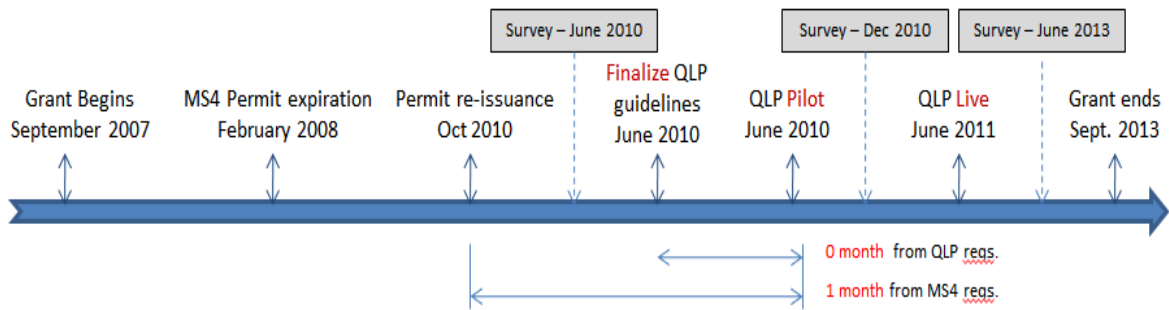 Survey – June 2010
Survey – Dec 2010
Survey – June 2013
Grant Begins
September 2007
MS4 Permit expiration
February 2008
Permit re-issuance
Oct 2010
Finalize QLP
guidelines
June 2010
QLP Pilot
June 2010
QLP Live
June 2011
Grant ends
Sept. 2013
0 month from QLP reqs.
1 month from MS4 reqs.